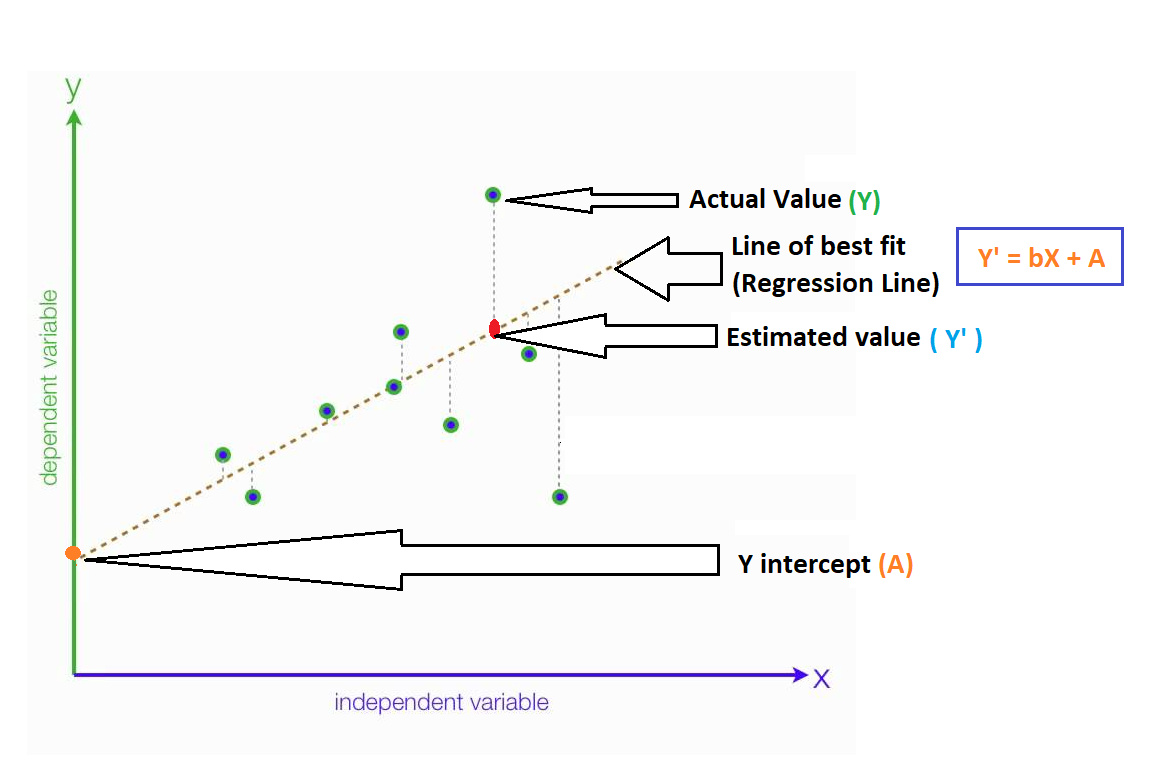 y
Actual Value (Y)
Line of best fit
(Regression Line)
Y' = bX + A
Estimated value ( Y' )
dependent variable
Y intercept (A)
X
independent variable